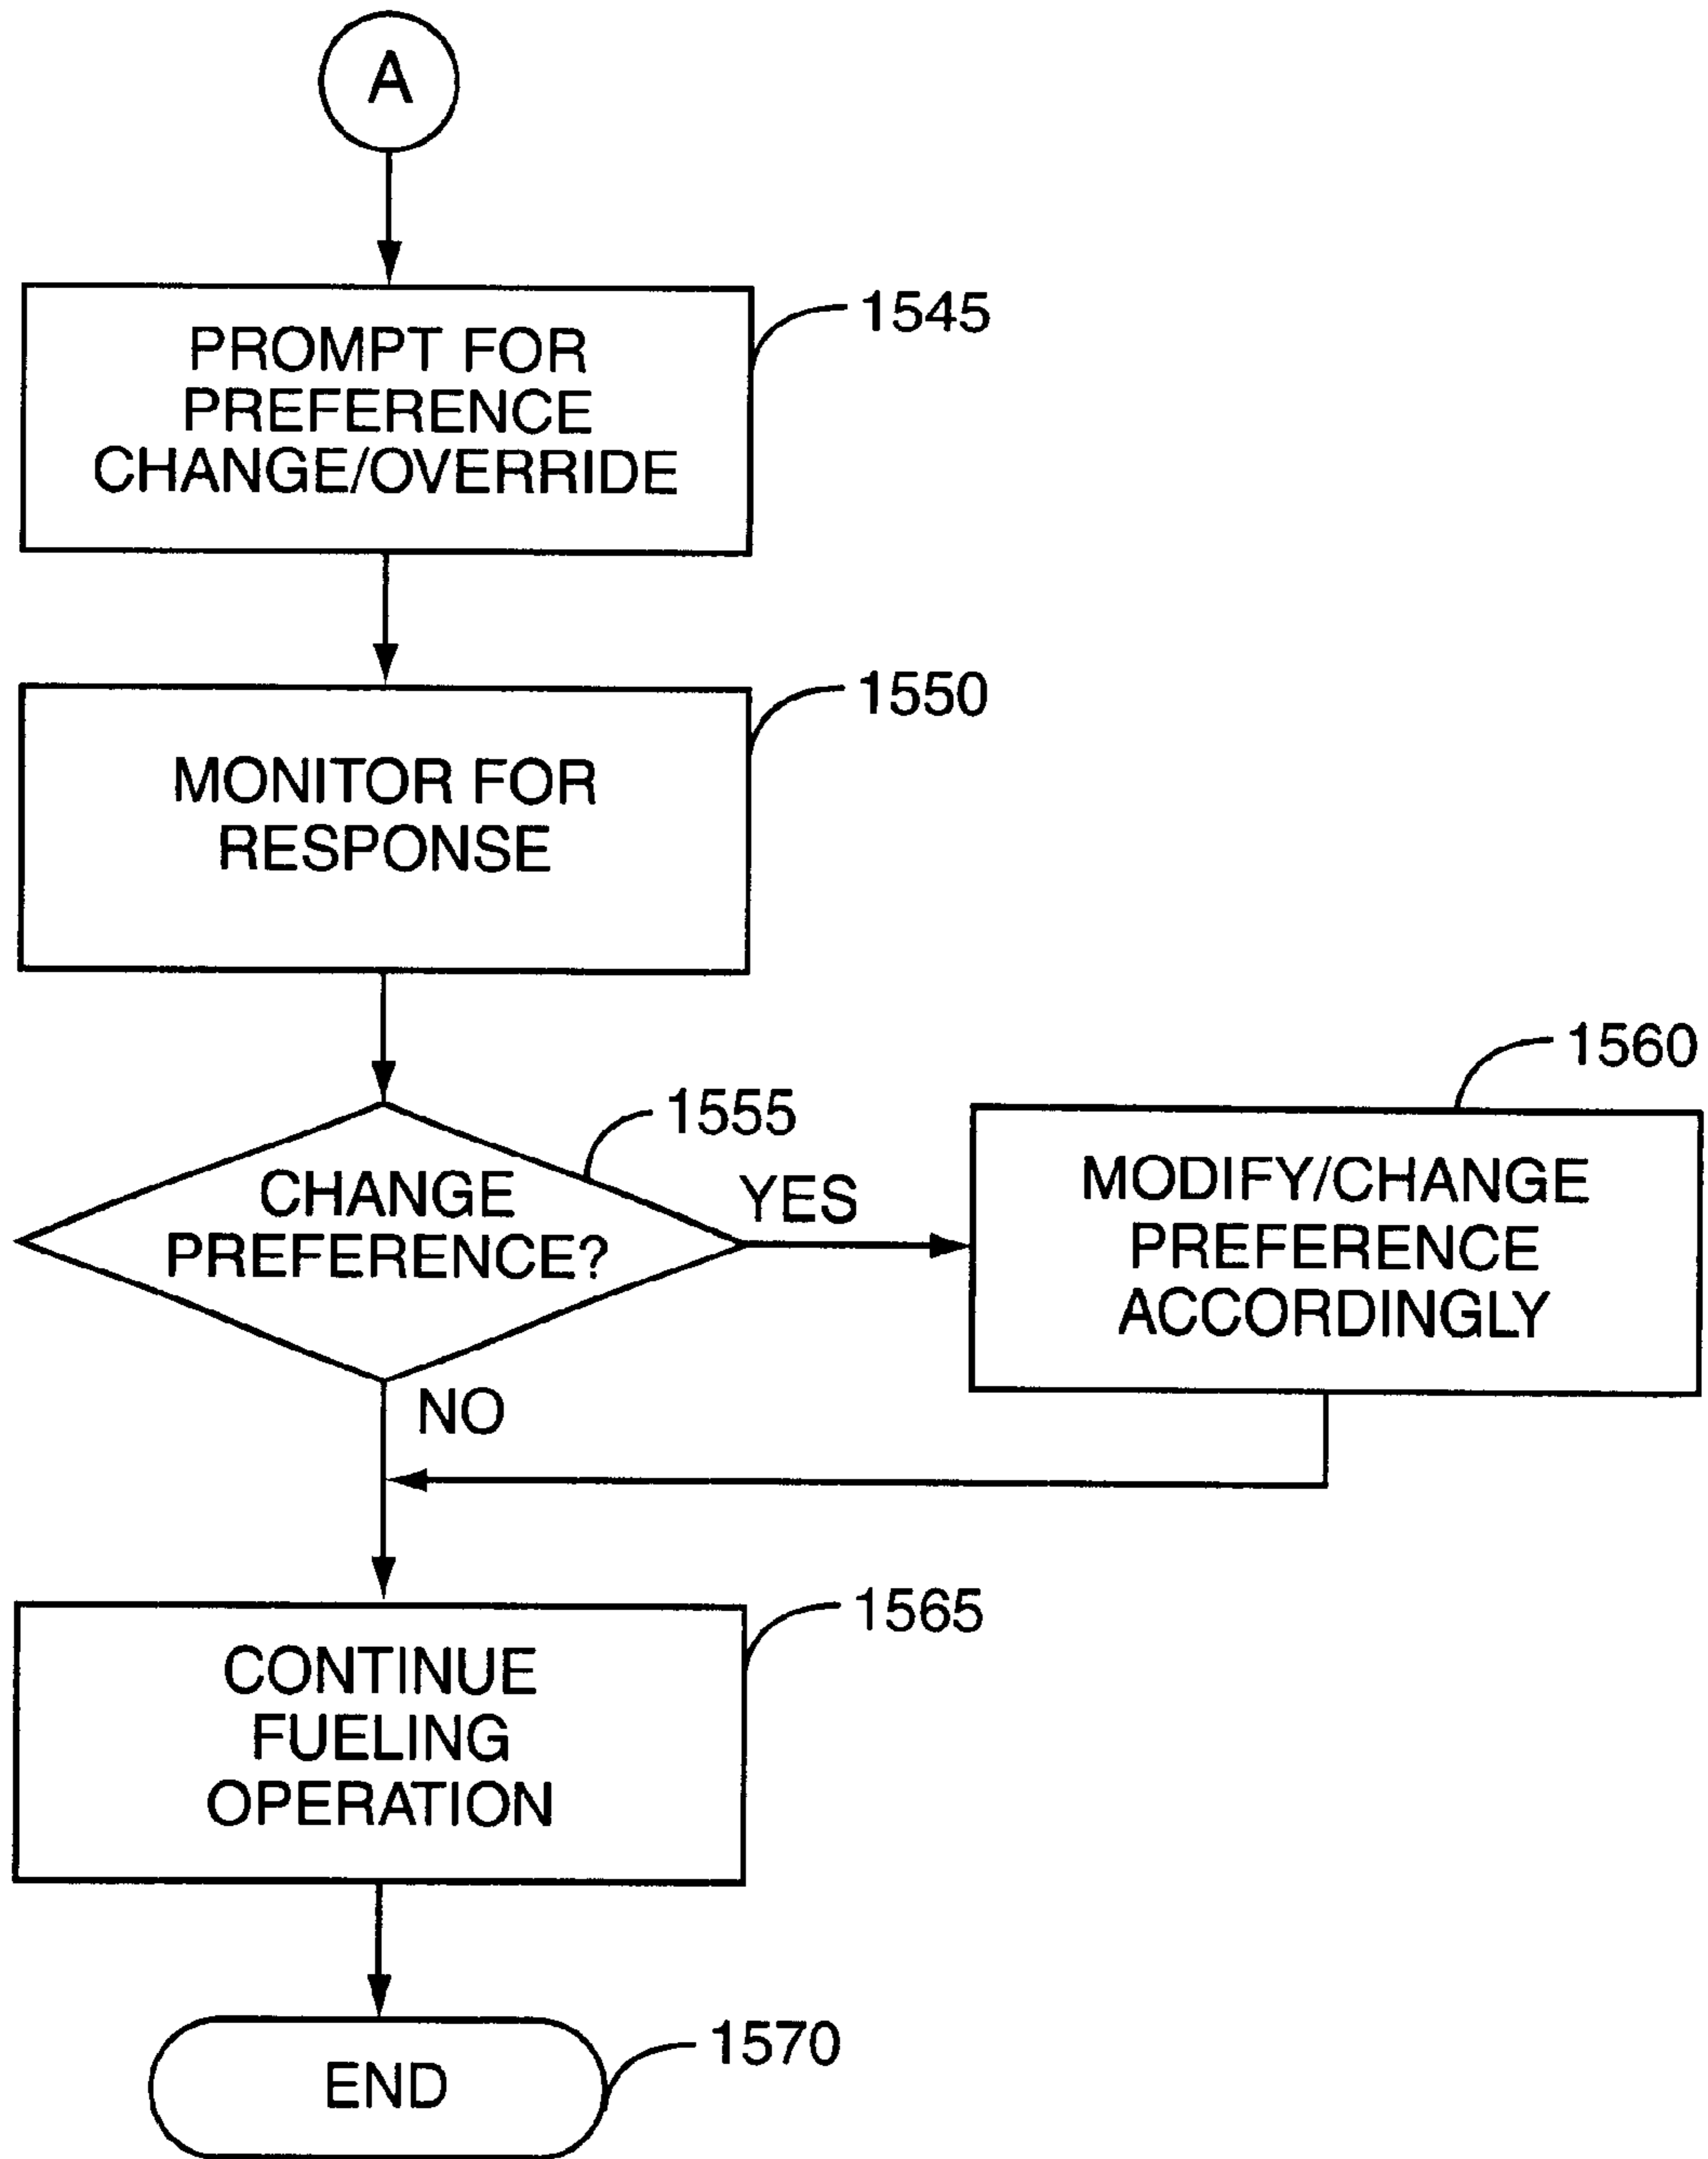 A
PROMPT FOR
PREFERENCE
CHANGE/OVERRIDE
1545
MONITOR FOR
RESPONSE
1550
CHANGE
PREFERENCE?
1555
YES
MODIFY/CHANGE
PREFERENCE
ACCORDINGLY
1560
NO
CONTINUE
FUELING
OPERATION
1565
END
1570